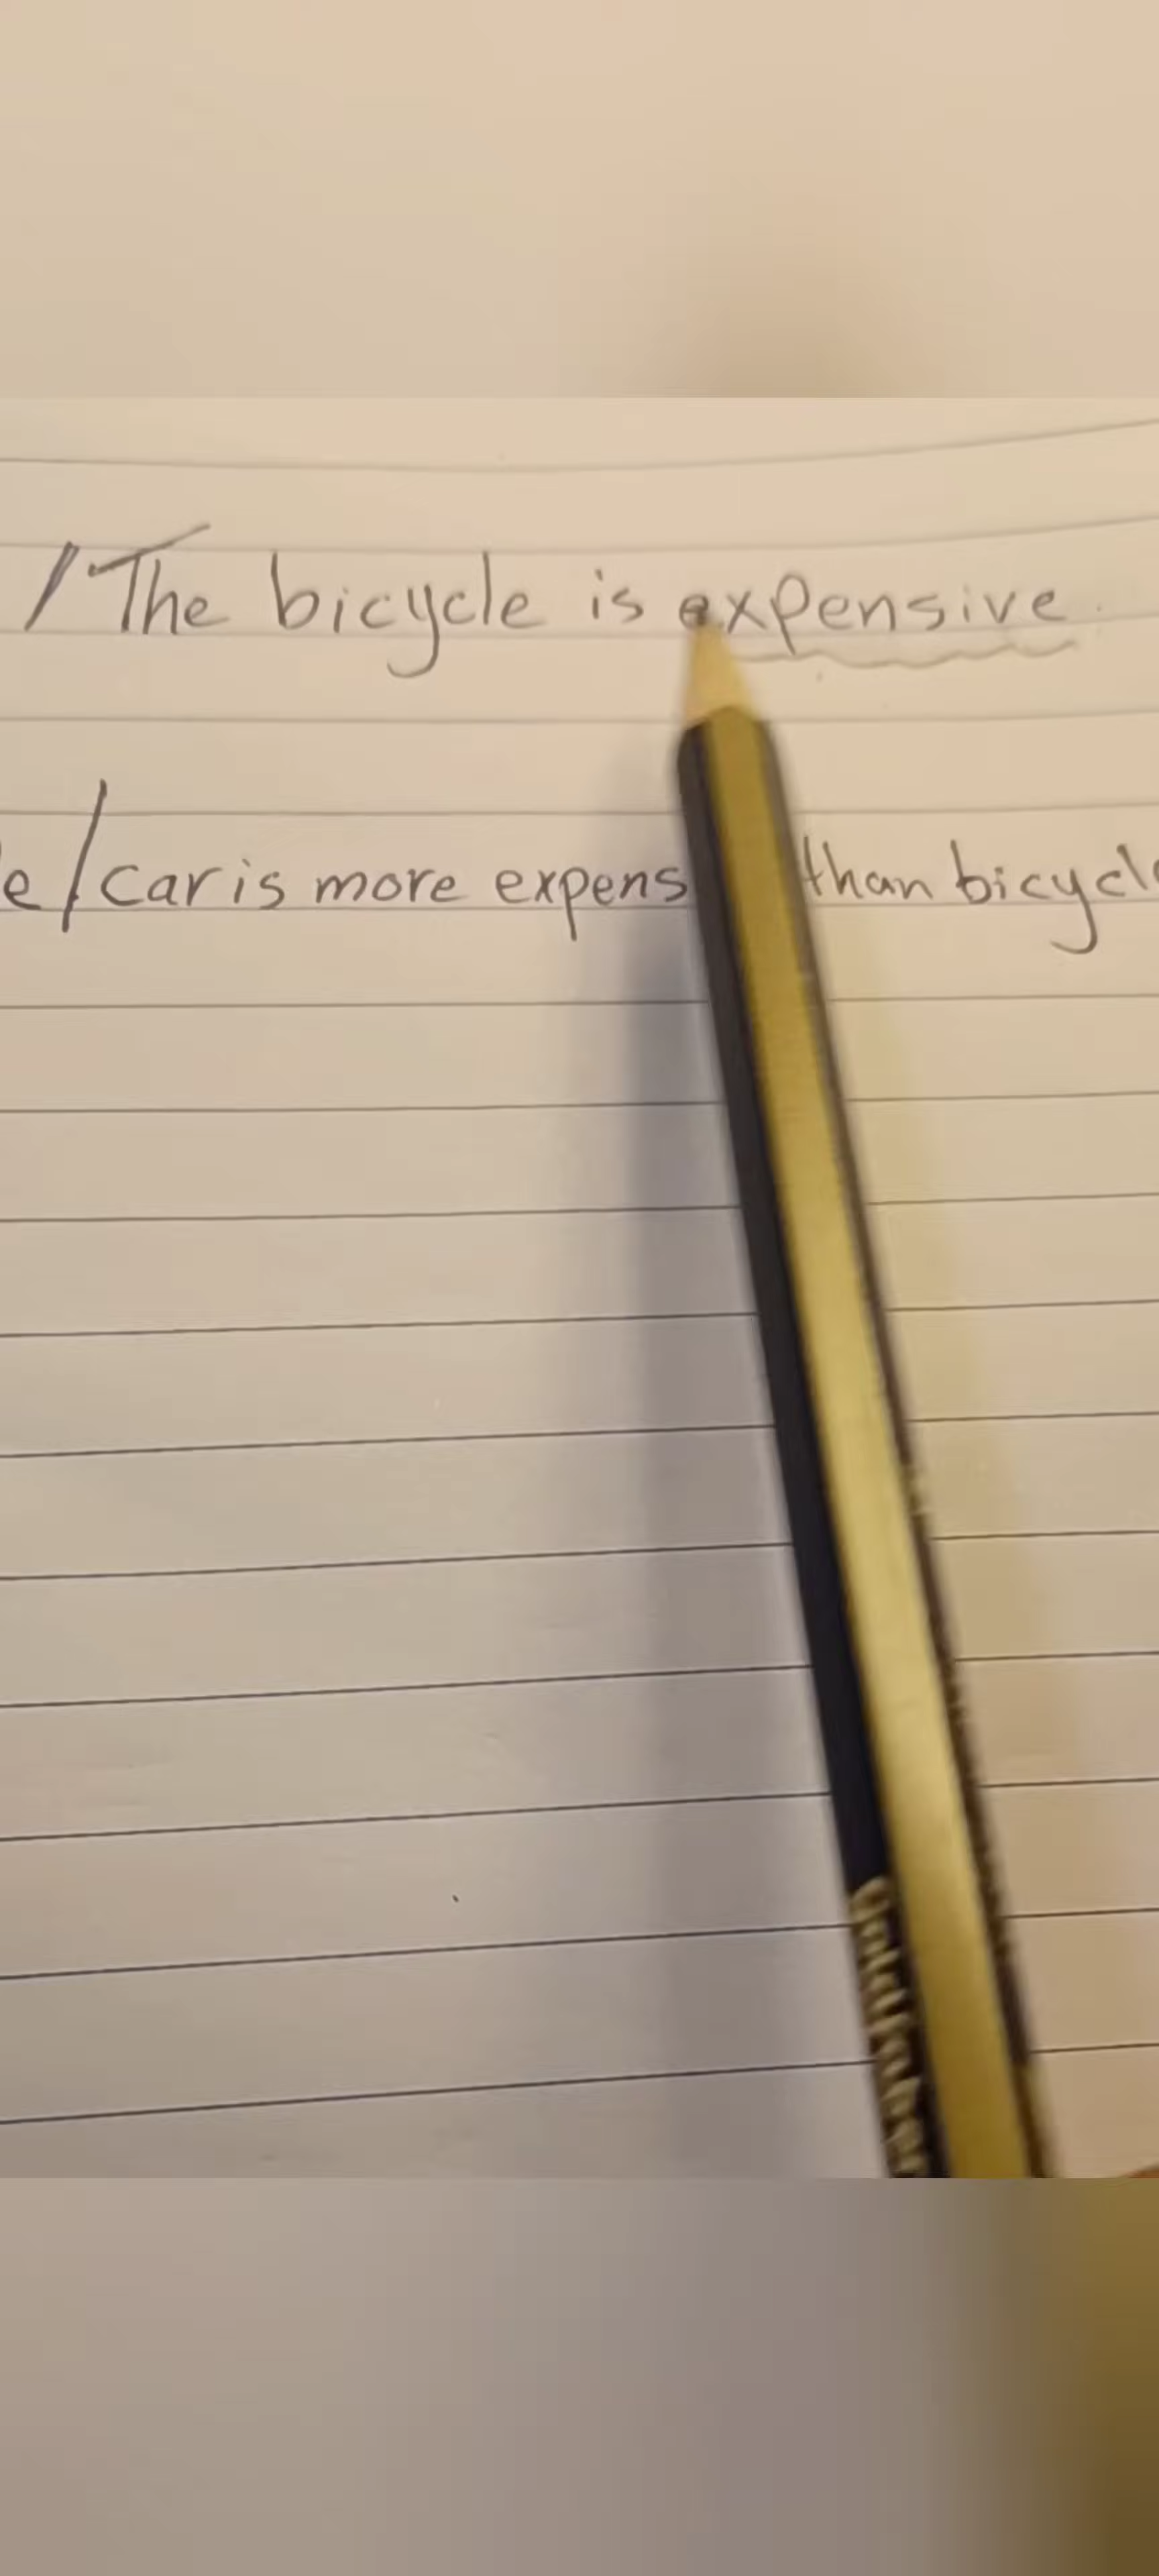 /The bicycle is expensive.
e/car is more expens than bicycl